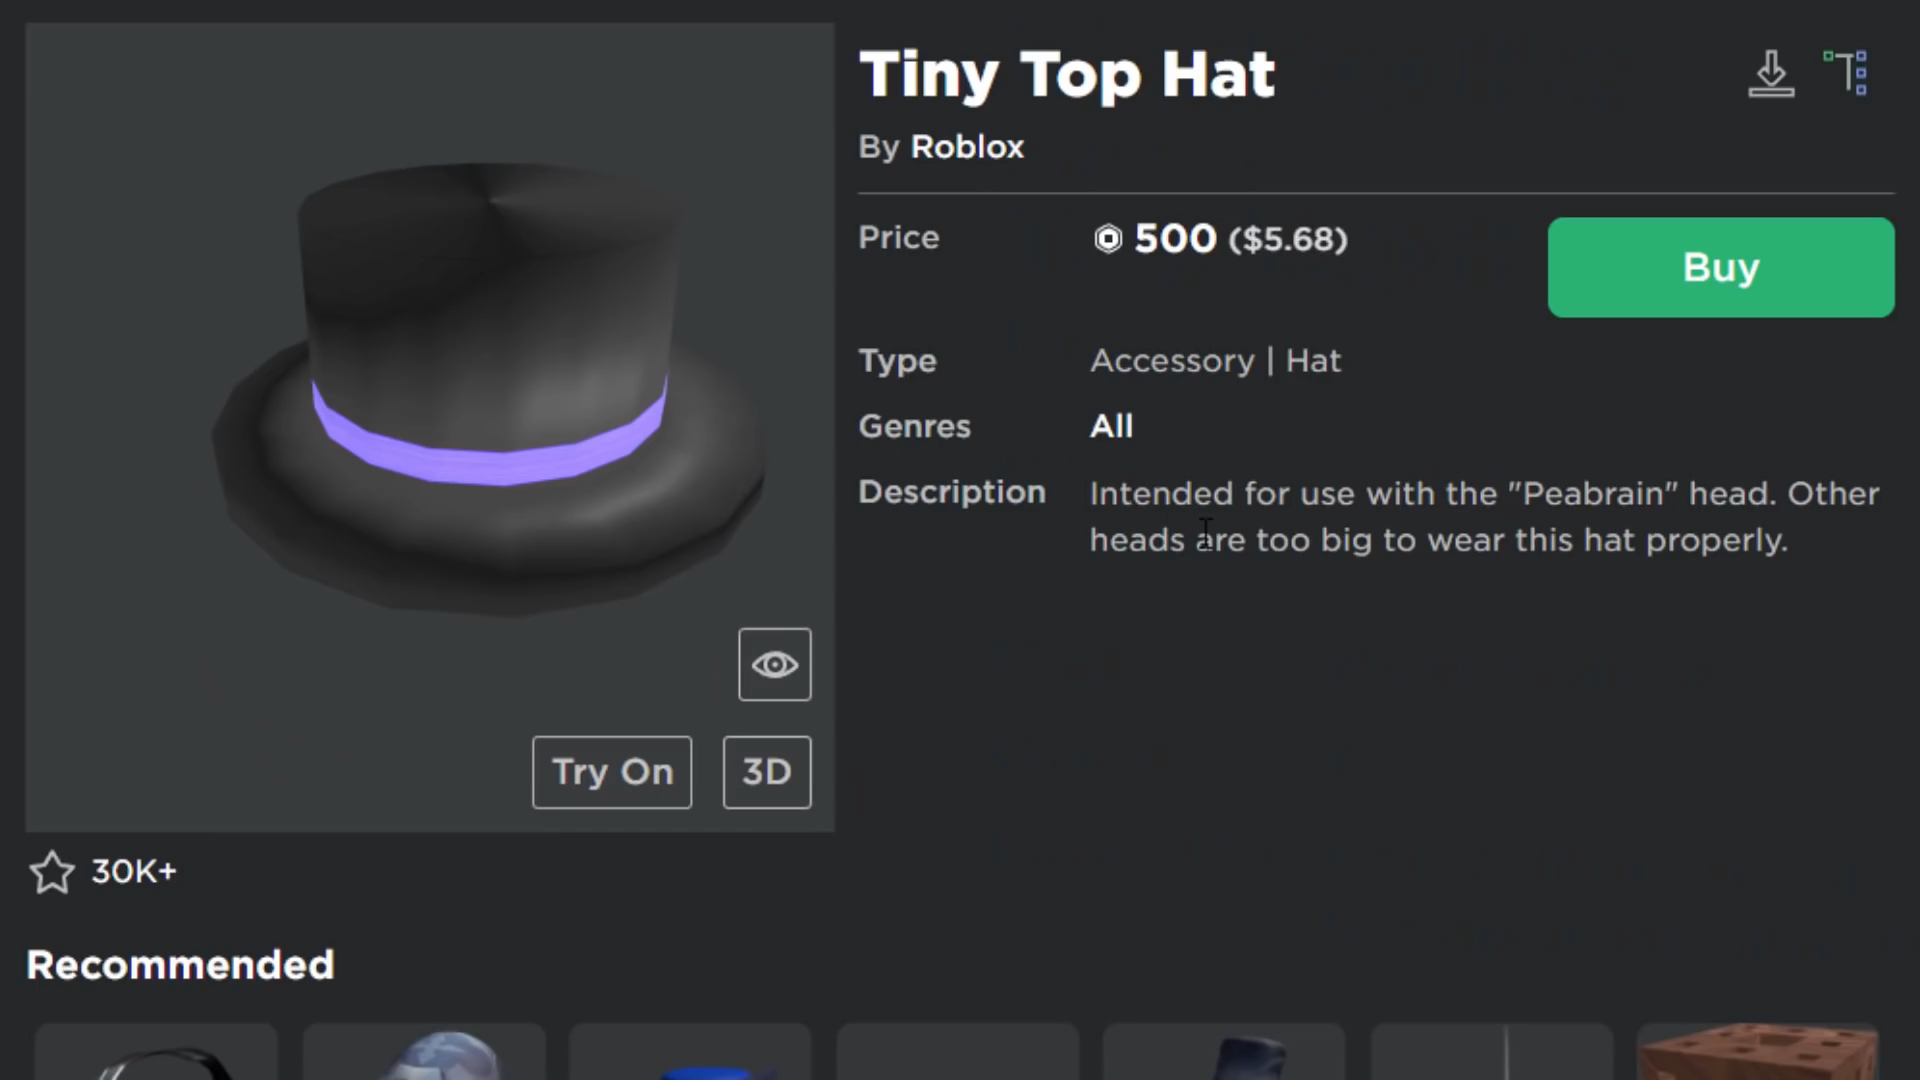 Tiny Top Hat
By Roblox
Price
500 ($5.68)
Buy
Type
Accessory | Hat
Genres
All
Description
Intended for use with the "Peabrain" head. Other
heads are too big to wear this hat properly.
Try On
3D
30K+
Recommended